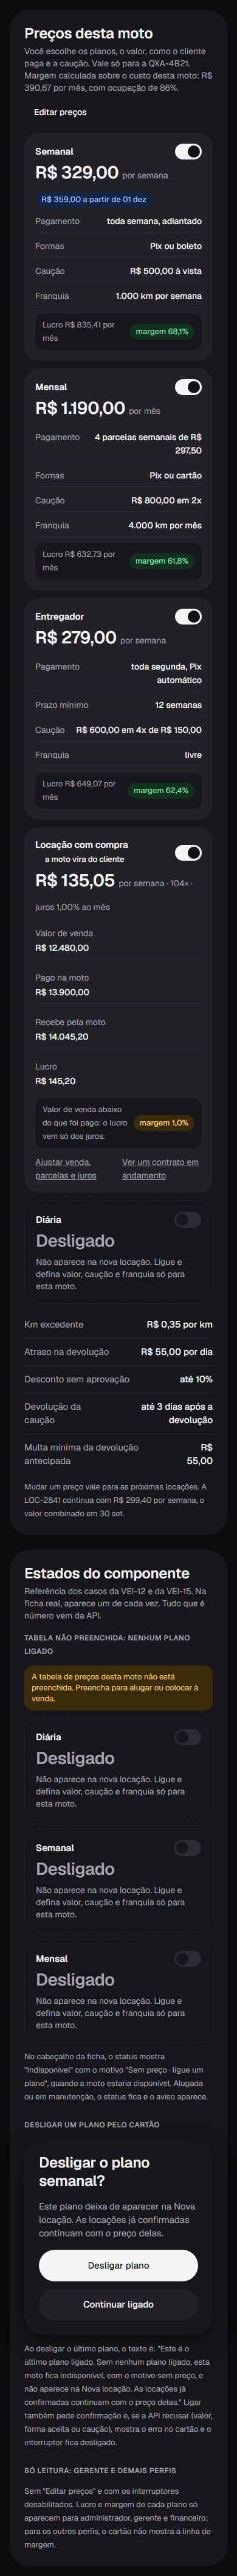 Preços desta moto
Você escolhe os planos, o valor, como o cliente
paga e a caução. Vale só para a QXA-4B21.
Margem calculada sobre o custo desta moto: R$
390,67 por mês, com ocupação de 86%.
Editar preços
Semanal
R$ 329,00 por semana
R$ 359,00 a partir de 01 dez
Pagamento toda semana, adiantado
Formas Pix ou boleto
Caução R$ 500,00 à vista
Franquia 1.000 km por semana
Lucro R$ 835,41 por
mês
margem 68,1%
Mensal
R$ 1.190,00 por mês
Pagamento 4 parcelas semanais de R$
297,50
Formas Pix ou cartão
Caução R$ 800,00 em 2x
Franquia 4.000 km por mês
Lucro R$ 632,73 por
mês
margem 61,8%
Entregador
R$ 279,00 por semana
Pagamento toda segunda, Pix
automático
Prazo mínimo 12 semanas
Caução R$ 600,00 em 4x de R$ 150,00
Franquia livre
Lucro R$ 649,07 por
mês
margem 62,4%
Locação com compra
a moto vira do cliente
R$ 135,05 por semana · 104× ·
juros 1,00% ao mês
Valor de venda
R$ 12.480,00
Pago na moto
R$ 13.900,00
Recebe pela moto
R$ 14.045,20
Lucro
R$ 145,20
Valor de venda abaixo
do que foi pago: o lucro
vem só dos juros.
margem 1,0%
Ajustar venda,
parcelas e juros
Ver um contrato em
andamento
Diária
Desligado
Não aparece na nova locação. Ligue e
defina valor, caução e franquia só para
esta moto.
Km excedente R$ 0,35 por km
Atraso na devolução R$ 55,00 por dia
Desconto sem aprovação até 10%
Devolução da
caução
até 3 dias após a
devolução
Multa mínima da devolução
antecipada
R$
55,00
Mudar um preço vale para as próximas locações. A
LOC-2841 continua com R$ 299,40 por semana, o
valor combinado em 30 set.
Estados do componente
Referência dos casos da VEI-12 e da VEI-15. Na
ficha real, aparece um de cada vez. Tudo que é
número vem da API.
TABELA NÃO PREENCHIDA: NENHUM PLANO
LIGADO
A tabela de preços desta moto não está
preenchida. Preencha para alugar ou colocar à
venda.
Diária
Desligado
Não aparece na nova locação. Ligue e
defina valor, caução e franquia só para
esta moto.
Semanal
Desligado
Não aparece na nova locação. Ligue e
defina valor, caução e franquia só para
esta moto.
Mensal
Desligado
Não aparece na nova locação. Ligue e
defina valor, caução e franquia só para
esta moto.
No cabeçalho da ficha, o status mostra
"Indisponível" com o motivo "Sem preço · ligue um
plano", quando a moto estaria disponível. Alugada
ou em manutenção, o status fica e o aviso aparece.
DESLIGAR UM PLANO PELO CARTÃO
Desligar o plano
semanal?
Este plano deixa de aparecer na Nova
locação. As locações já confirmadas
continuam com o preço delas.
Desligar plano
Continuar ligado
Ao desligar o último plano, o texto é: "Este é o
último plano ligado. Sem nenhum plano ligado, esta
moto fica indisponível, com o motivo sem preço, e
não aparece na Nova locação. As locações já
confirmadas continuam com o preço delas." Ligar
também pede confirmação e, se a API recusar (valor,
forma aceita ou caução), mostra o erro no cartão e o
interruptor fica desligado.
SÓ LEITURA: GERENTE E DEMAIS PERFIS
Sem "Editar preços" e com os interruptores
desabilitados. Lucro e margem de cada plano só
aparecem para administrador, gerente e financeiro;
para os outros perfis, o cartão não mostra a linha de
margem.